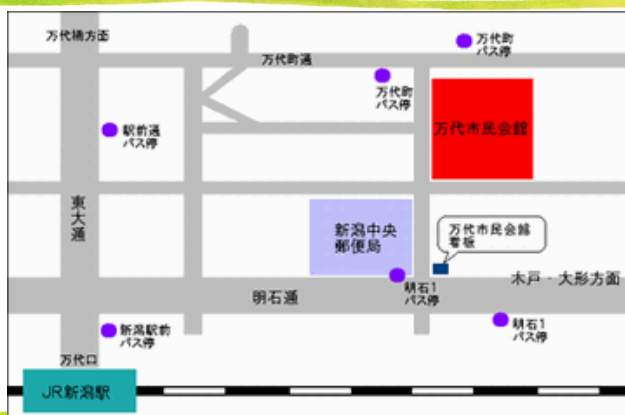 万代橋方面
万代町
バス停
万代町通
万代町
バス停
駅前通
バス停
万代市民会館
東大通
新潟中央
郵便局
万代市民会館
看板
木戸・大形方面
明石1
バス停
明石通
明石1
バス停
新潟駅前
バス停
万代口
JR新潟駅